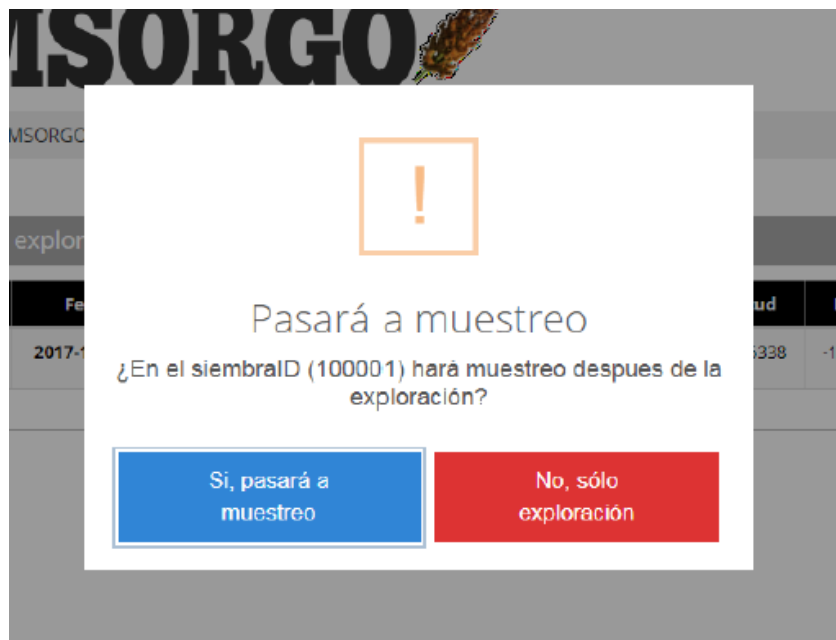 MSORGO
MSORGO
explor
Fe
ud
2017-1
5338
-1
!
Pasará a muestreo
¿En el siembraID (100001) hará muestreo despues de la
exploración?
Si, pasará a
muestreo
No, sólo
exploración